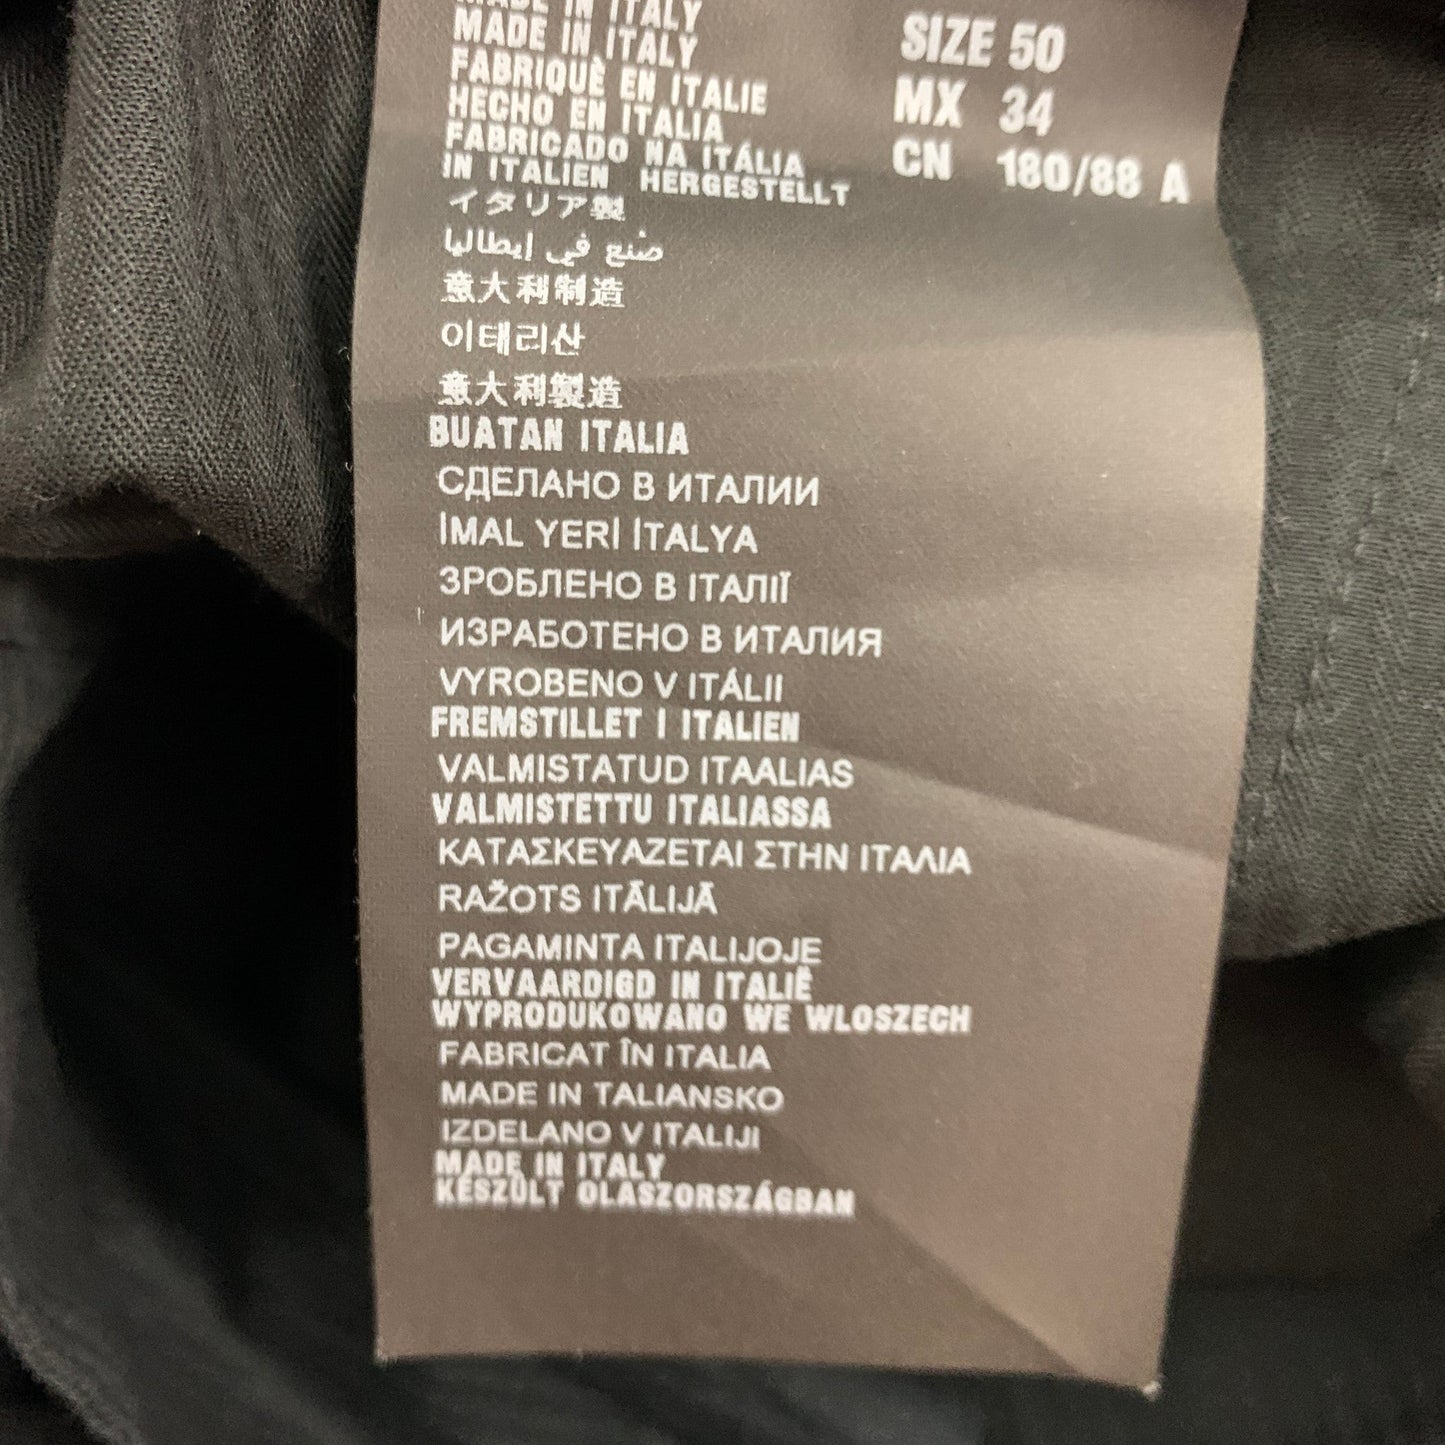 MADE IN ITALY
MADE IN ITALY
FABRIQUÈ EN ITALIE
HECHO EN ITALIA
FABRICADO NA ITÁLIA
IN ITALIEN HERGESTELLT
イタリア製
صنع في إيطاليا
意大利制造
이태리산
意大利製造
BUATAN ITALIA
СДЕЛАНО В ИТАЛИИ
İMAL YERİ İTALYA
ЗРОБЛЕНО В ІТАЛІЇ
ИЗРАБОТЕНО В ИТАЛИЯ
VYROBENO V ITÁLII
FREMSTILLET I ITALIEN
VALMISTATUD ITAALIAS
VALMISTETTU ITALIASSA
ΚΑΤΑΣΚΕΥΑΖΕΤΑΙ ΣΤΗΝ ΙΤΑΛΙΑ
RAŽOTS ITĀLIJĀ
PAGAMINTA ITALIJOJE
VERVAARDIGD IN ITALIË
WYPRODUKOWANO WE WLOSZECH
FABRICAT ÎN ITALIA
MADE IN TALIANSKO
IZDELANO V ITALIJI
MADE IN ITALY
KÉSZÜLT OLASZORSZÁGBAN
SIZE 50
MX 34
CN 180/88 A